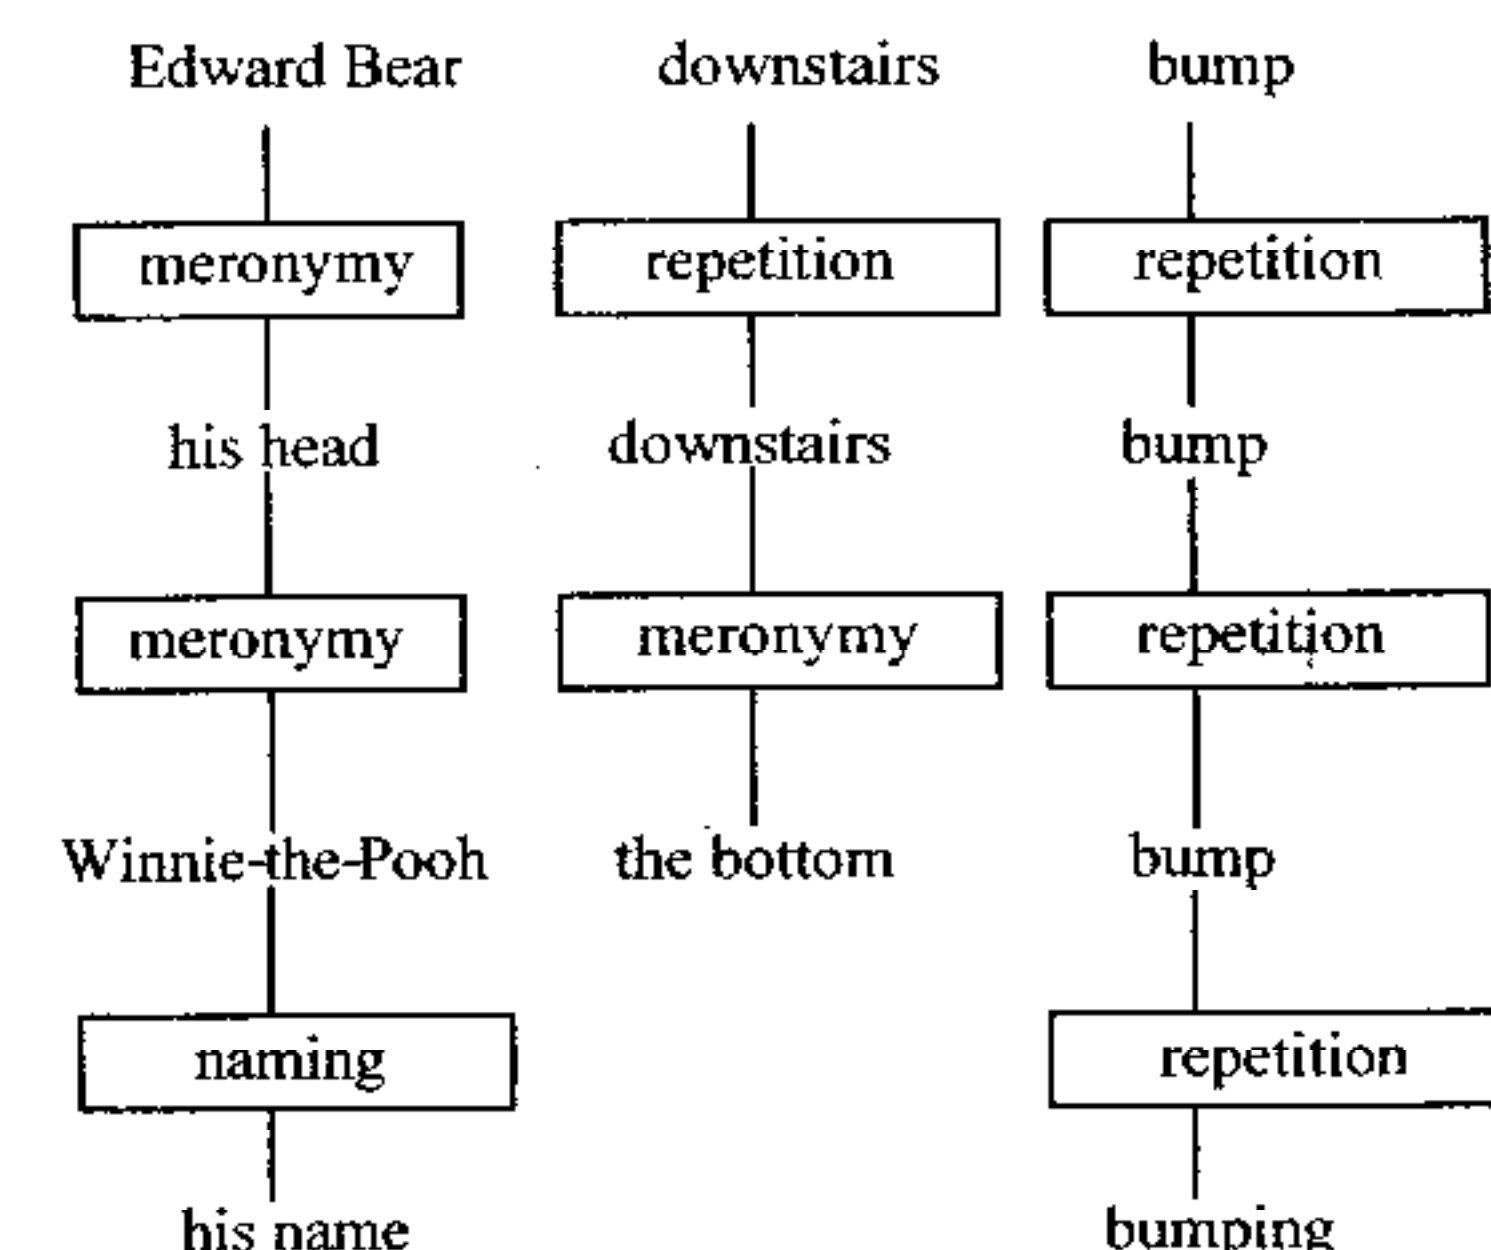 Edward Bear downstairs bump
meronymy repetition repetition
his head downstairs bump
meronymy meronymy repetition
Winnie-the-Pooh the bottom bump
naming repetition
his name bumping